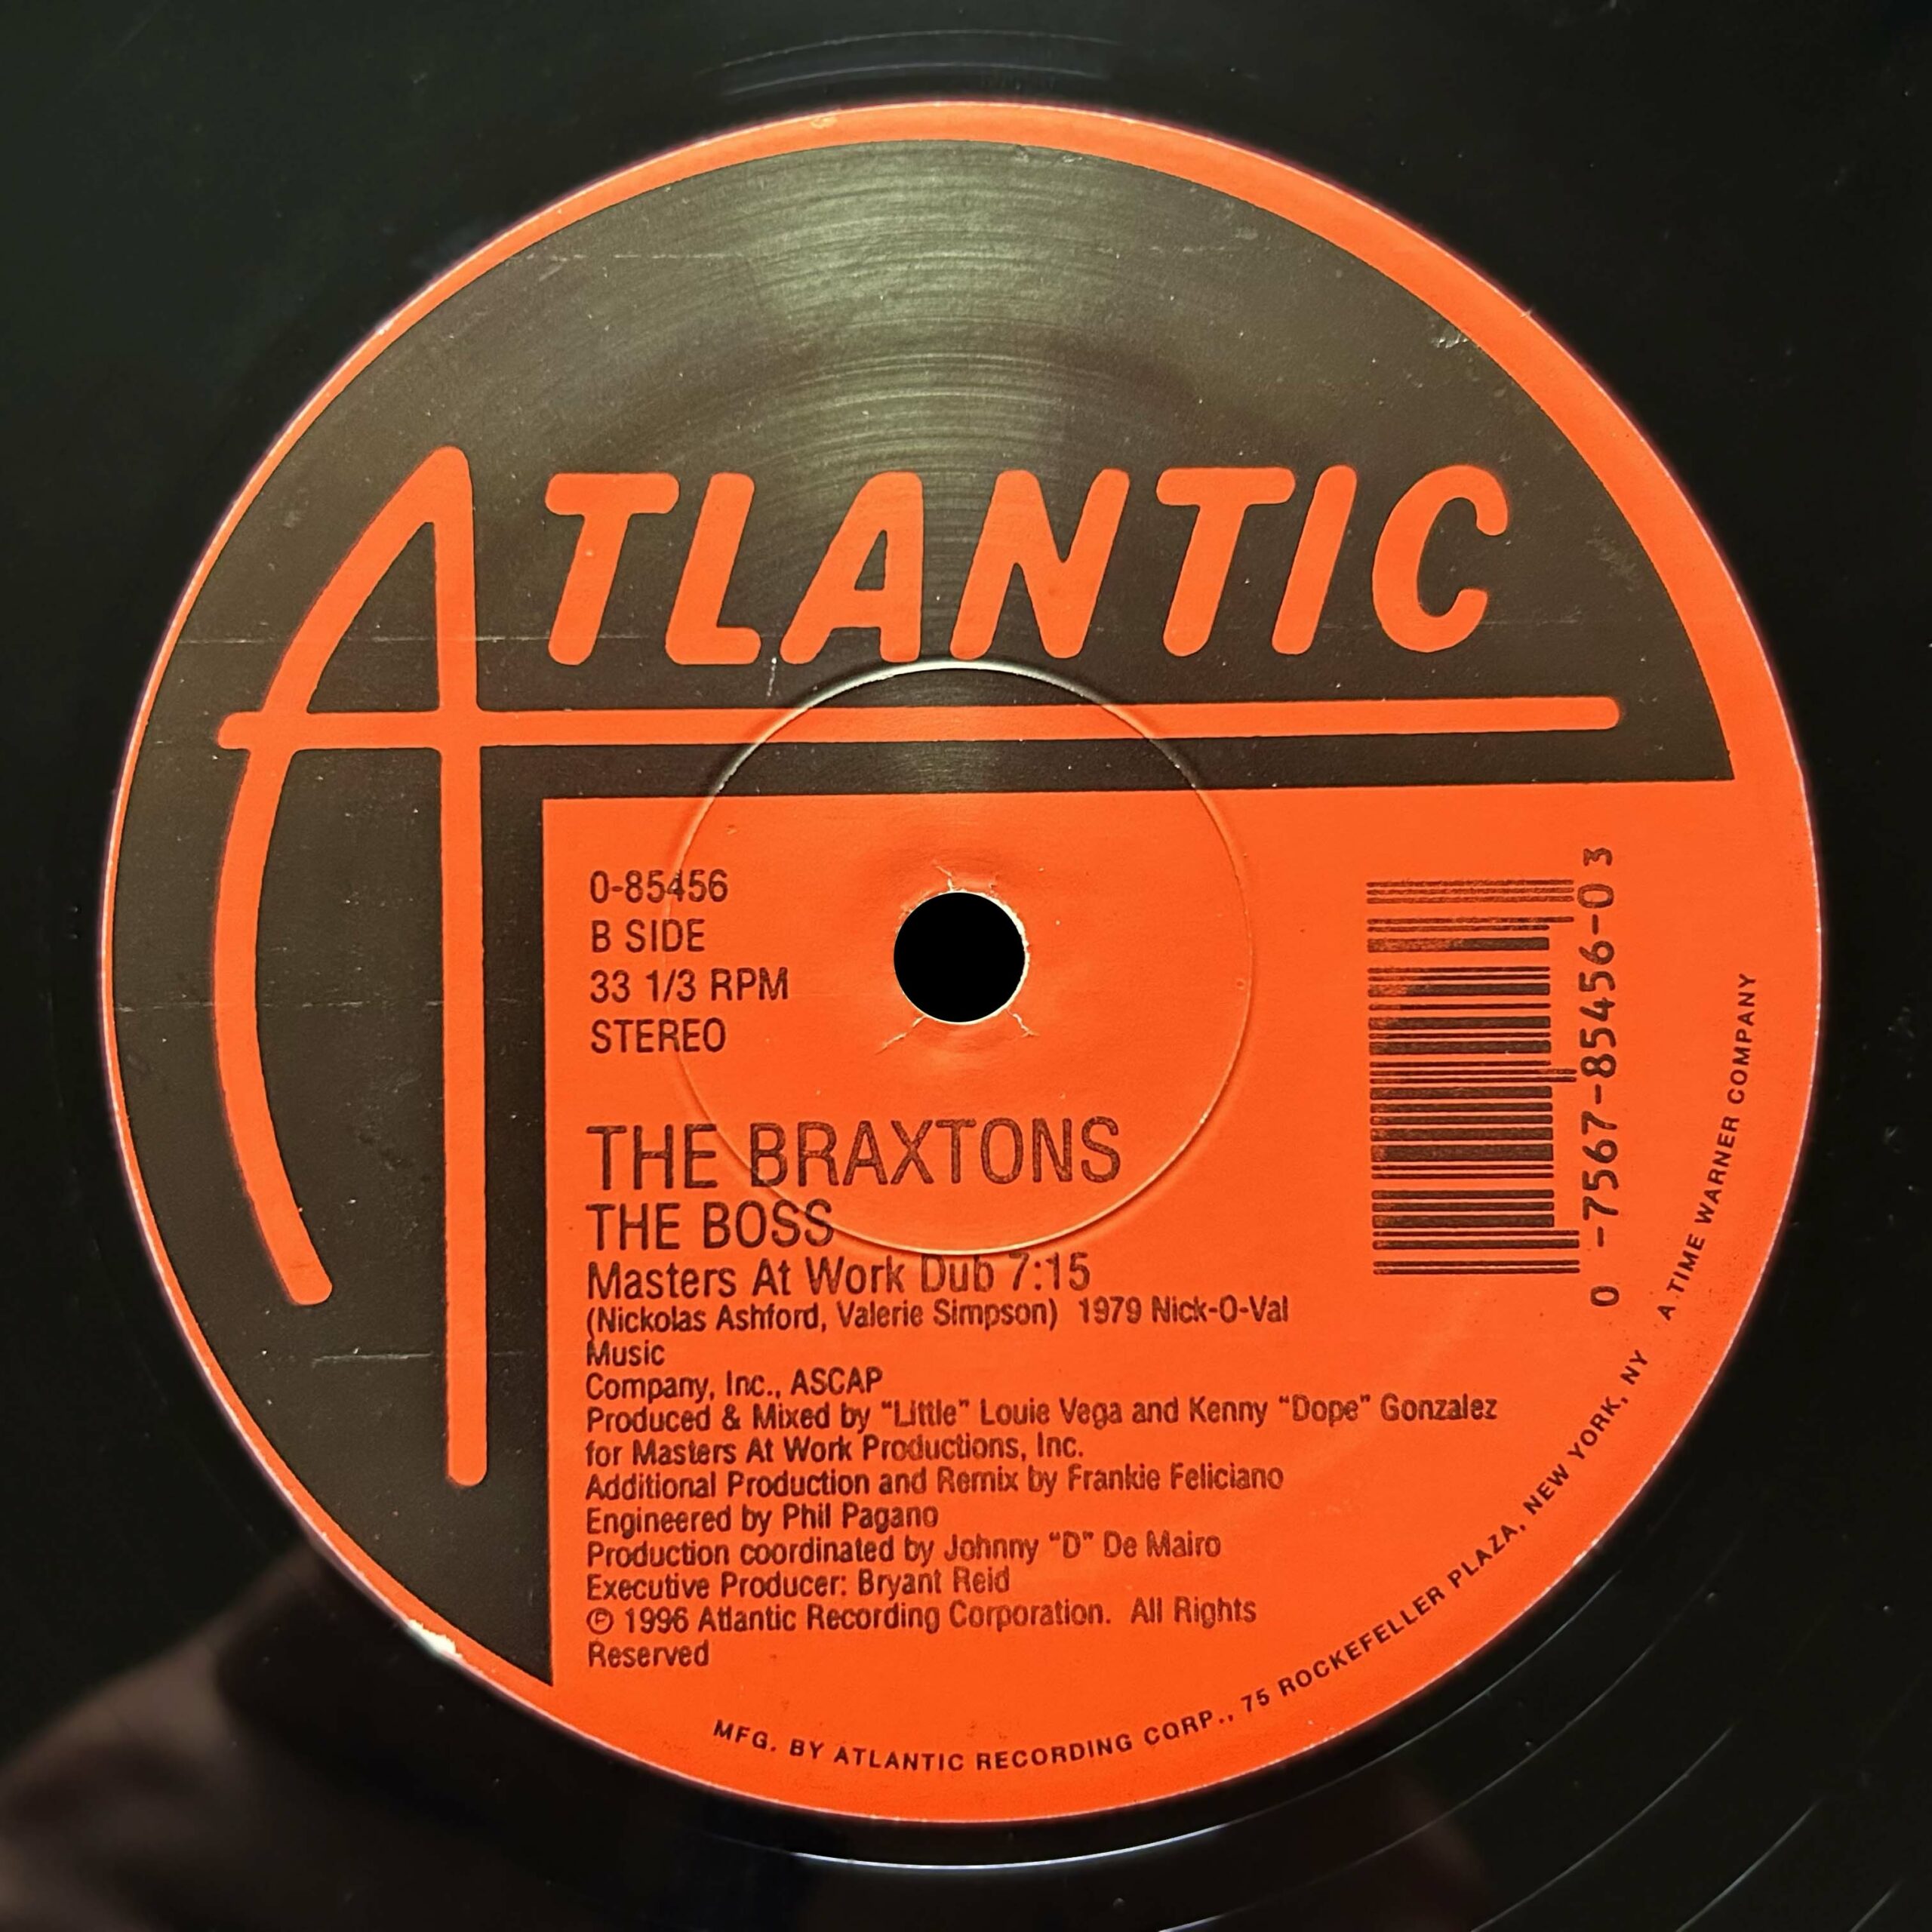 ATLANTIC
0-85456
B SIDE
33 1/3 RPM
STEREO
THE BRAXTONS
THE BOSS
Masters At Work Dub 7:15
(Nickolas Ashford, Valerie Simpson)  1979 Nick-O-Val
Music
Company, Inc., ASCAP
Produced & Mixed by "Little" Louie Vega and Kenny "Dope" Gonzalez
for Masters At Work Productions, Inc.
Additional Production and Remix by Frankie Feliciano
Engineered by Phil Pagano
Production coordinated by Johnny "D" De Mairo
Executive Producer: Bryant Reid
℗ 1996 Atlantic Recording Corporation.  All Rights
Reserved
0 -7567-85456-03
MFG. BY ATLANTIC RECORDING CORP., 75 ROCKEFELLER PLAZA, NEW YORK, NY   A TIME WARNER COMPANY